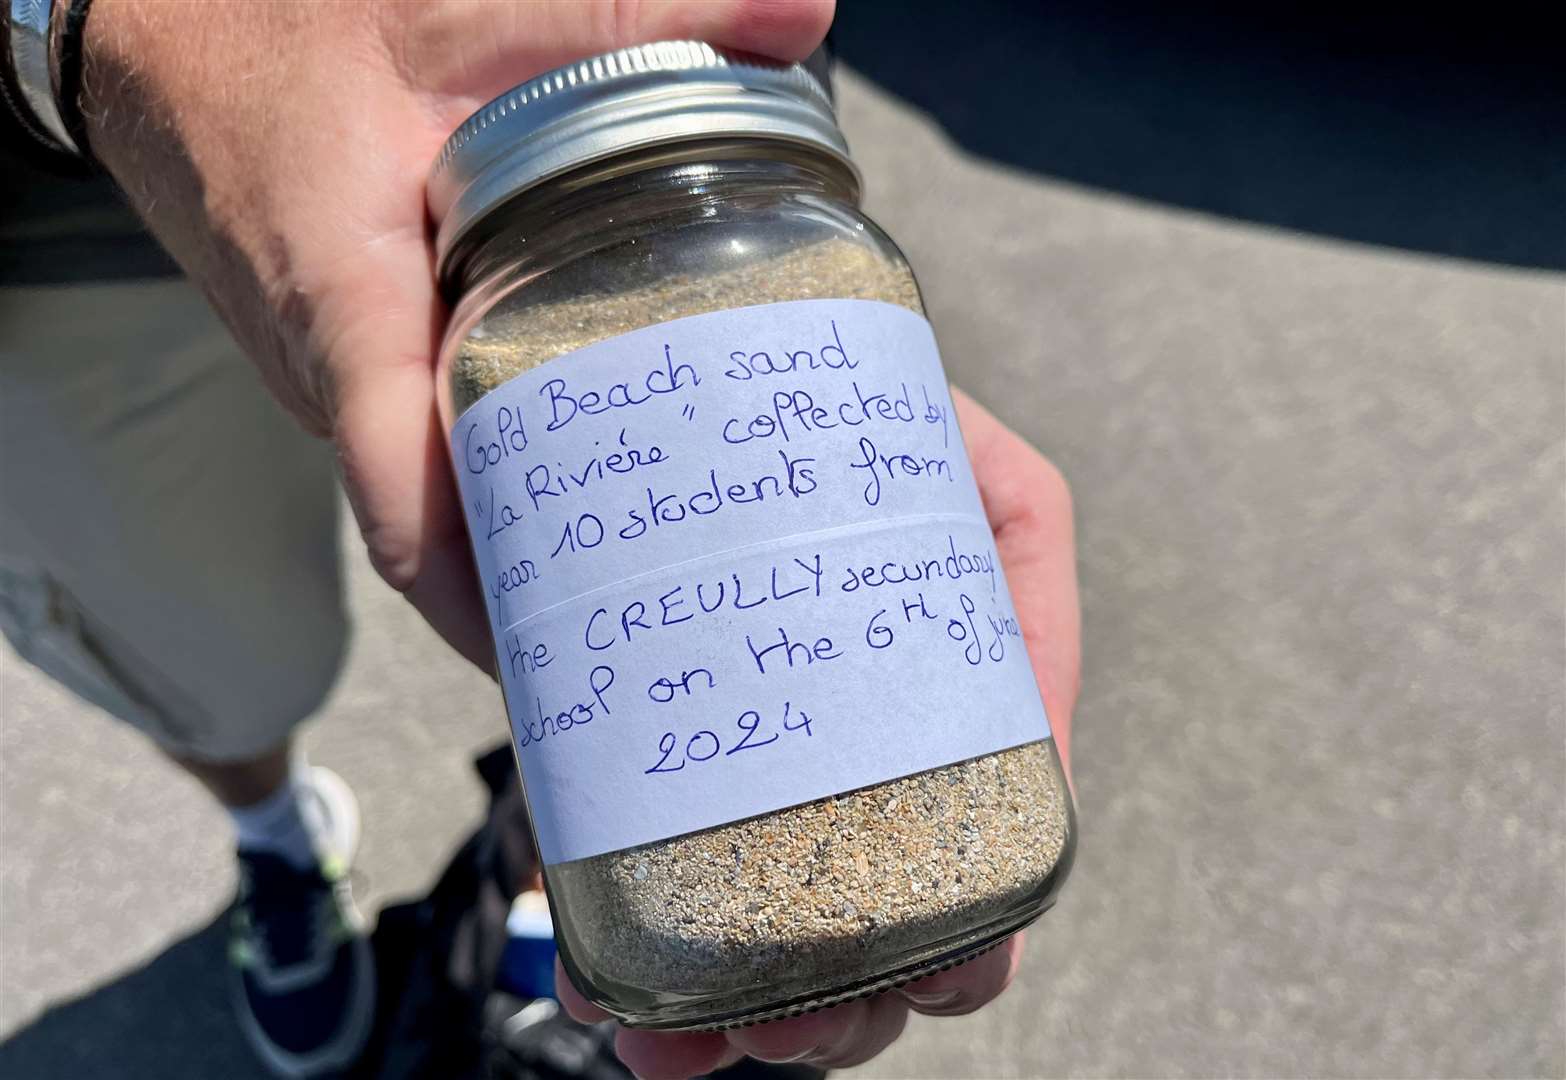 Gold Beach sand
"La Riviére" collected by
year 10 students from
the CREULLY secundary
school on the 6th of june
2024